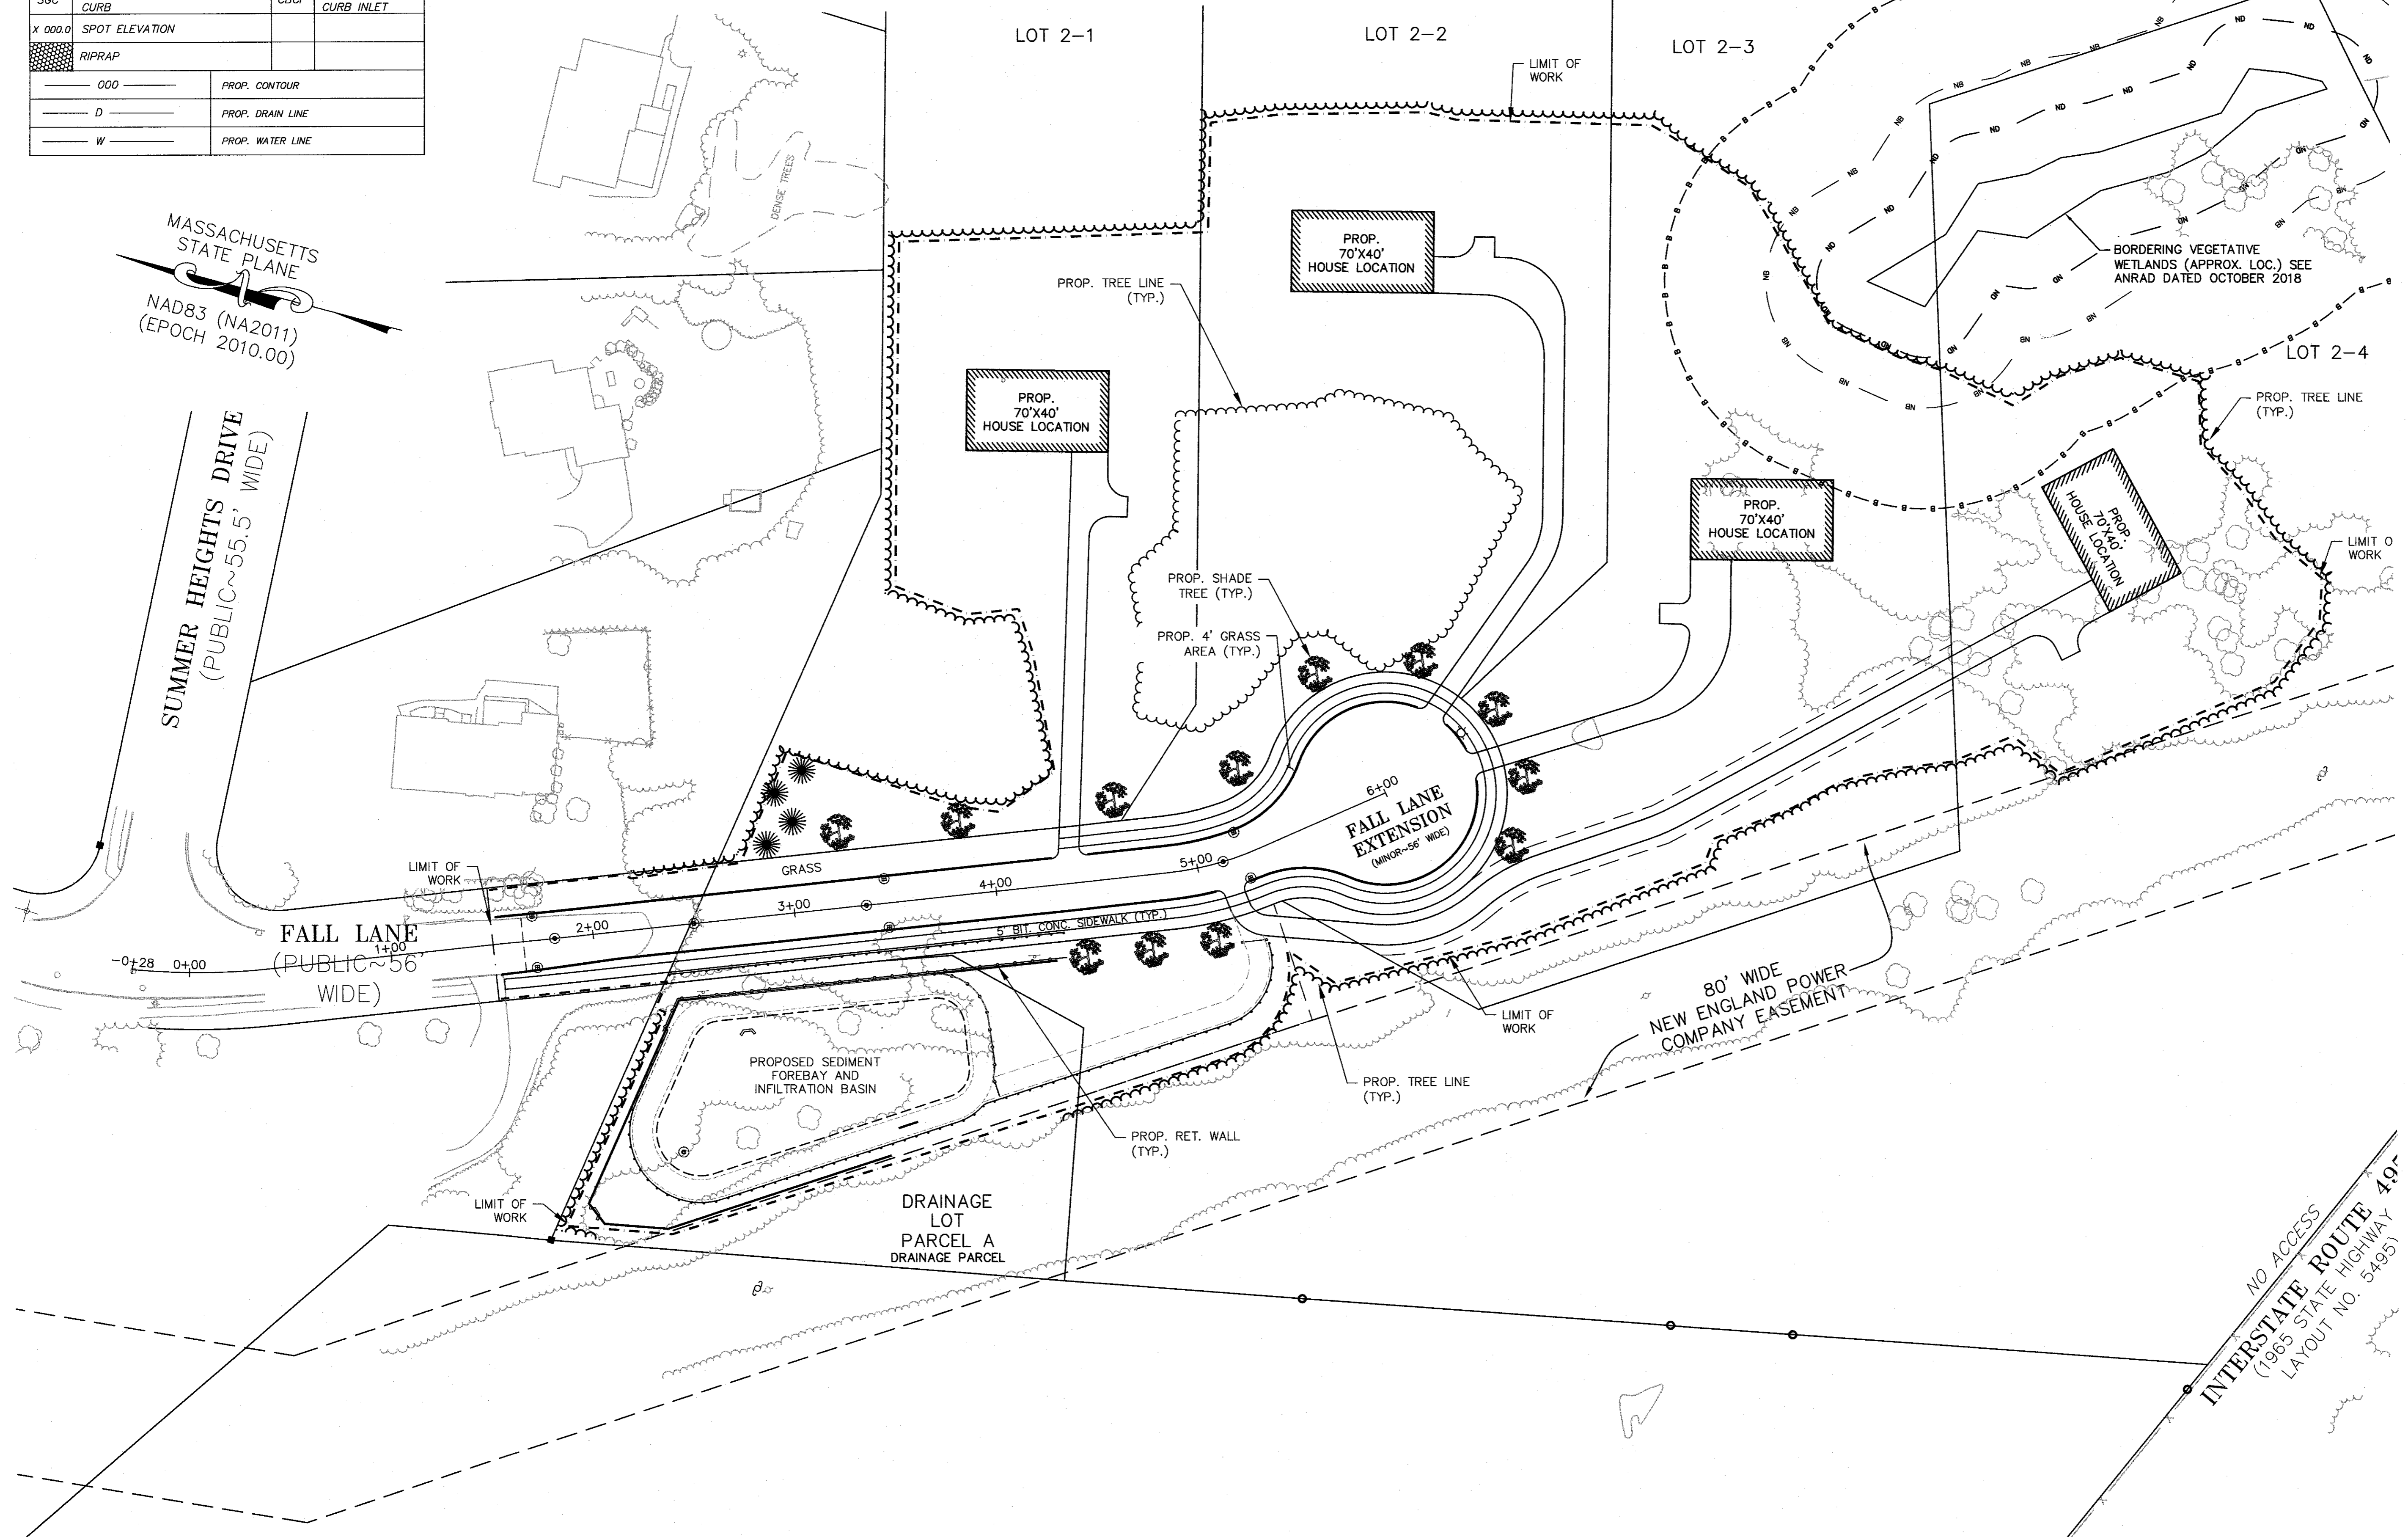 CURB
CURB INLET
X 000.0 SPOT ELEVATION
RIPRAP
000 PROP. CONTOUR
D PROP. DRAIN LINE
W PROP. WATER LINE
MASSACHUSETTS
STATE PLANE
NAD83 (NA2011)
(EPOCH 2010.00)
SUMMER HEIGHTS DRIVE
(PUBLIC~55.5' WIDE)
DENSE TREES
LOT 2-1
LOT 2-2
LOT 2-3
LOT 2-4
LIMIT OF
WORK
PROP.
70'X40'
HOUSE LOCATION
PROP. TREE LINE
(TYP.)
PROP.
70'X40'
HOUSE LOCATION
BORDERING VEGETATIVE
WETLANDS (APPROX. LOC.) SEE
ANRAD DATED OCTOBER 2018
PROP. TREE LINE
(TYP.)
PROP.
70'X40'
HOUSE LOCATION
PROP.
70'X40'
HOUSE LOCATION
LIMIT O
WORK
PROP. SHADE
TREE (TYP.)
PROP. 4' GRASS
AREA (TYP.)
6+00
FALL LANE
EXTENSION
(MINOR~56' WIDE)
LIMIT OF
WORK
GRASS
5+00
4+00
3+00
2+00
1+00
0+00
-0+28
FALL LANE
(PUBLIC~56'
WIDE)
5' BIT. CONC. SIDEWALK (TYP.)
PROPOSED SEDIMENT
FOREBAY AND
INFILTRATION BASIN
LIMIT OF
WORK
PROP. TREE LINE
(TYP.)
80' WIDE
NEW ENGLAND POWER
COMPANY EASEMENT
PROP. RET. WALL
(TYP.)
LIMIT OF
WORK
DRAINAGE
LOT
PARCEL A
DRAINAGE PARCEL
NO ACCESS
INTERSTATE ROUTE 495
(1965 STATE HIGHWAY
LAYOUT NO. 5495)